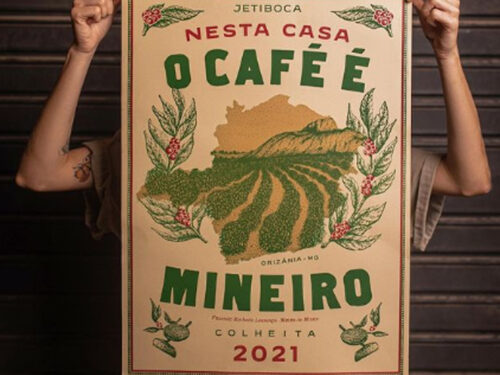 JETIBOCA
NESTA CASA
O CAFÉ É
ORIZÂNIA - MG
MINEIRO
COLHEITA
2021